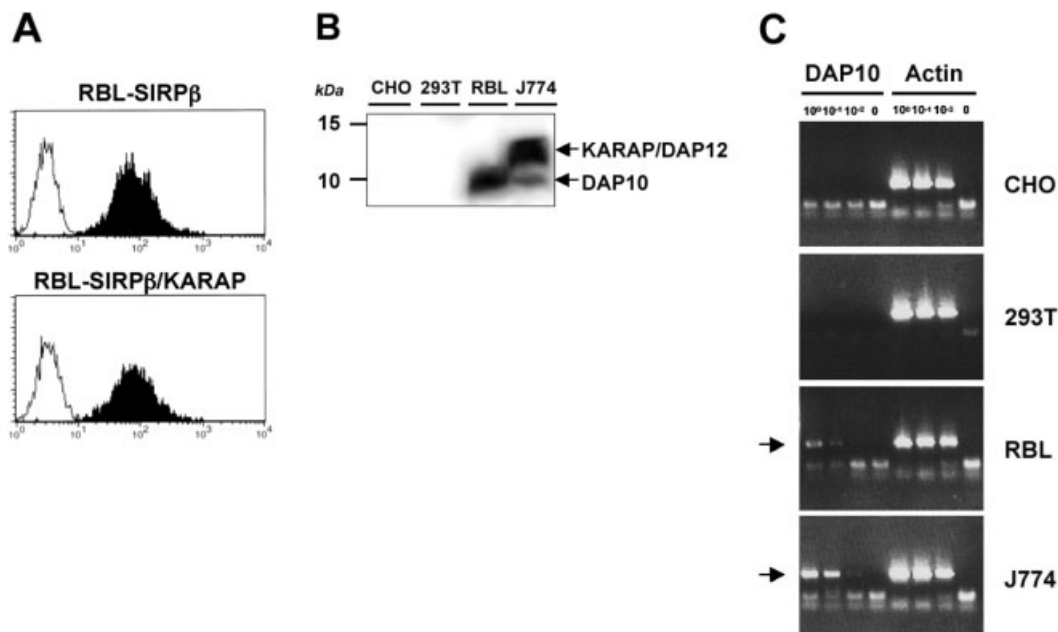 A
RBL-SIRPβ
10⁰ 10¹ 10² 10³ 10⁴
RBL-SIRPβ/KARAP
10⁰ 10¹ 10² 10³ 10⁴
B
kDa CHO 293T RBL J774
15
10
KARAP/DAP12
DAP10
C
DAP10 Actin
10⁰ 10⁻¹ 10⁻² 0 10⁰ 10⁻¹ 10⁻² 0
CHO
293T
RBL
J774